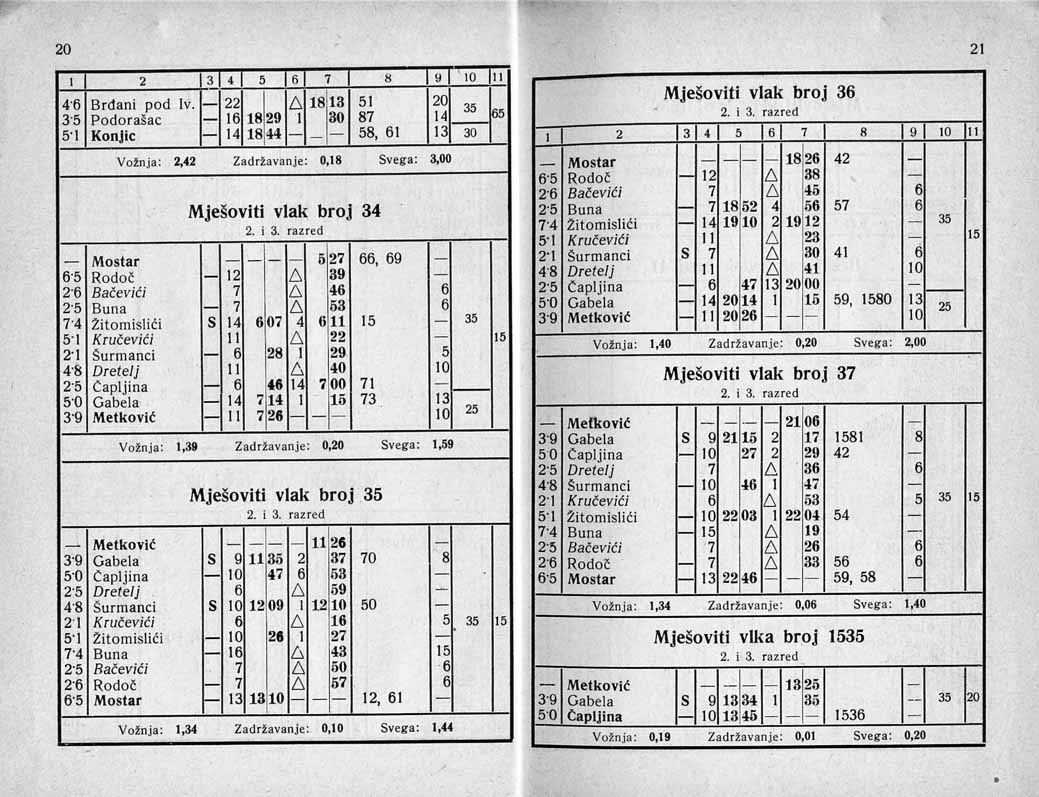 20
1 2 3 4 5 6 7 8 9 10 11
4·6 Brđani pod Iv. — 22 △ 18 13 51 20 35 65
3·5 Podorašac — 16 18 29 1 30 87 14
5·1 Konjic — 14 18 44 — — — 58, 61 13 30
Vožnja: 2,42 Zadržavanje: 0,18 Svega: 3,00
Mješoviti vlak broj 34
2. i 3. razred
— Mostar — — — — — 5 27 66, 69 —
6·5 Rodoč — 12 △ 39
2·6 Bačevići 7 △ 46 6
2·5 Buna — 7 △ 53 6
7·4 Žitomislići S 14 6 07 4 6 11 15 — 35
5·1 Kručevići 11 △ 22 — 15
2·1 Šurmanci — 6 28 1 29 5
4·8 Dretelj 11 △ 40 10
2·5 Čapljina — 6 46 14 7 00 71 —
5·0 Gabela — 14 7 14 1 15 73 13
3·9 Metković — 11 7 26 — — — 10 25
Vožnja: 1,39 Zadržavanje: 0,20 Svega: 1,59
Mješoviti vlak broj 35
2. i 3. razred
— Metković — — — — — 11 26
3·9 Gabela S 9 11 35 2 37 70 8
5·0 Čapljina — 10 47 6 53 —
2·5 Dretelj 6 △ 59 —
4·8 Šurmanci S 10 12 09 1 12 10 50 —
2·1 Kručevići 6 △ 16 5 35 15
5·1 Žitomislići — 10 26 1 27 —
7·4 Buna — 16 △ 43 15
2·5 Bačevići 7 △ 50 6
2·6 Rodoč — 7 △ 57 6
6·5 Mostar — 13 13 10 — — — 12, 61 —
Vožnja: 1,34 Zadržavanje: 0,10 Svega: 1,44
21
Mješoviti vlak broj 36
2. i 3. razred
1 2 3 4 5 6 7 8 9 10 11
— Mostar — — — — 18 26 42 —
6·5 Rodoč — 12 △ 38
2·6 Bačevići 7 △ 45 6
2·5 Buna — 7 18 52 4 56 57 6
7·4 Žitomislići — 14 19 10 2 19 12 — 35
5·1 Kručevići 11 △ 23 — 15
2·1 Šurmanci S 7 △ 30 41 6
4·8 Dretelj 11 △ 41 10
2·5 Čapljina — 6 47 13 20 00 —
5·0 Gabela — 14 20 14 1 15 59, 1580 13 25
3·9 Metković — 11 20 26 — — — 10
Vožnja: 1,40 Zadržavanje: 0,20 Svega: 2,00
Mješoviti vlak broj 37
2. i 3. razred
— Metković — — — — 21 06
3·9 Gabela S 9 21 15 2 17 1581 8
5·0 Čapljina — 10 27 2 29 42 —
2·5 Dretelj 7 △ 36 6
4·8 Šurmanci — 10 46 1 47 —
2·1 Kručevići 6 △ 53 5 35 15
5·1 Žitomislići — 10 22 03 1 22 04 54 —
7·4 Buna — 15 △ 19 —
2·5 Bačevići 7 △ 26 6
2·6 Rodoč — 7 △ 33 56 6
6·5 Mostar — 13 22 46 — — — 59, 58 —
Vožnja: 1,34 Zadržavanje: 0,06 Svega: 1,40
Mješoviti vlka broj 1535
2. i 3. razred
— Metković — — — — — 13 25 —
3·9 Gabela S 9 13 34 1 35 — 35 20
5·0 Čapljina — 10 13 45 — — — 1536 —
Vožnja: 0,19 Zadržavanje: 0,01 Svega: 0,20